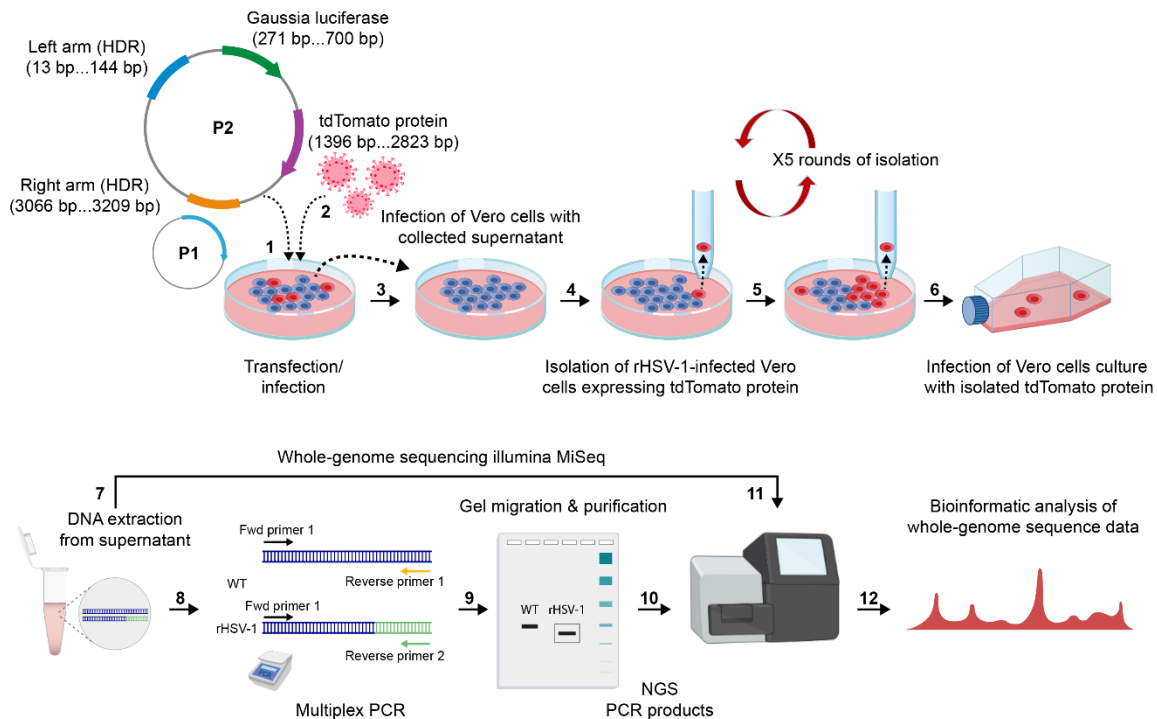 Gaussia luciferase
(271 bp...700 bp)
Left arm (HDR)
(13 bp...144 bp)
P2
tdTomato protein
(1396 bp...2823 bp)
X5 rounds of isolation
Right arm (HDR)
(3066 bp...3209 bp)
2
Infection of Vero cells with
collected supernatant
P1
1
3
4
5
6
Transfection/
infection
Isolation of rHSV-1-infected Vero
cells expressing tdTomato protein
Infection of Vero cells culture
with isolated tdTomato protein
Whole-genome sequencing illumina MiSeq
7
11
DNA extraction
from supernatant
Gel migration & purification
Bioinformatic analysis of
whole-genome sequence data
Fwd primer 1
Reverse primer 1
WT
8
9
10
12
Fwd primer 1
rHSV-1
Reverse primer 2
WT
rHSV-1
PCR
Multiplex PCR
NGS
PCR products